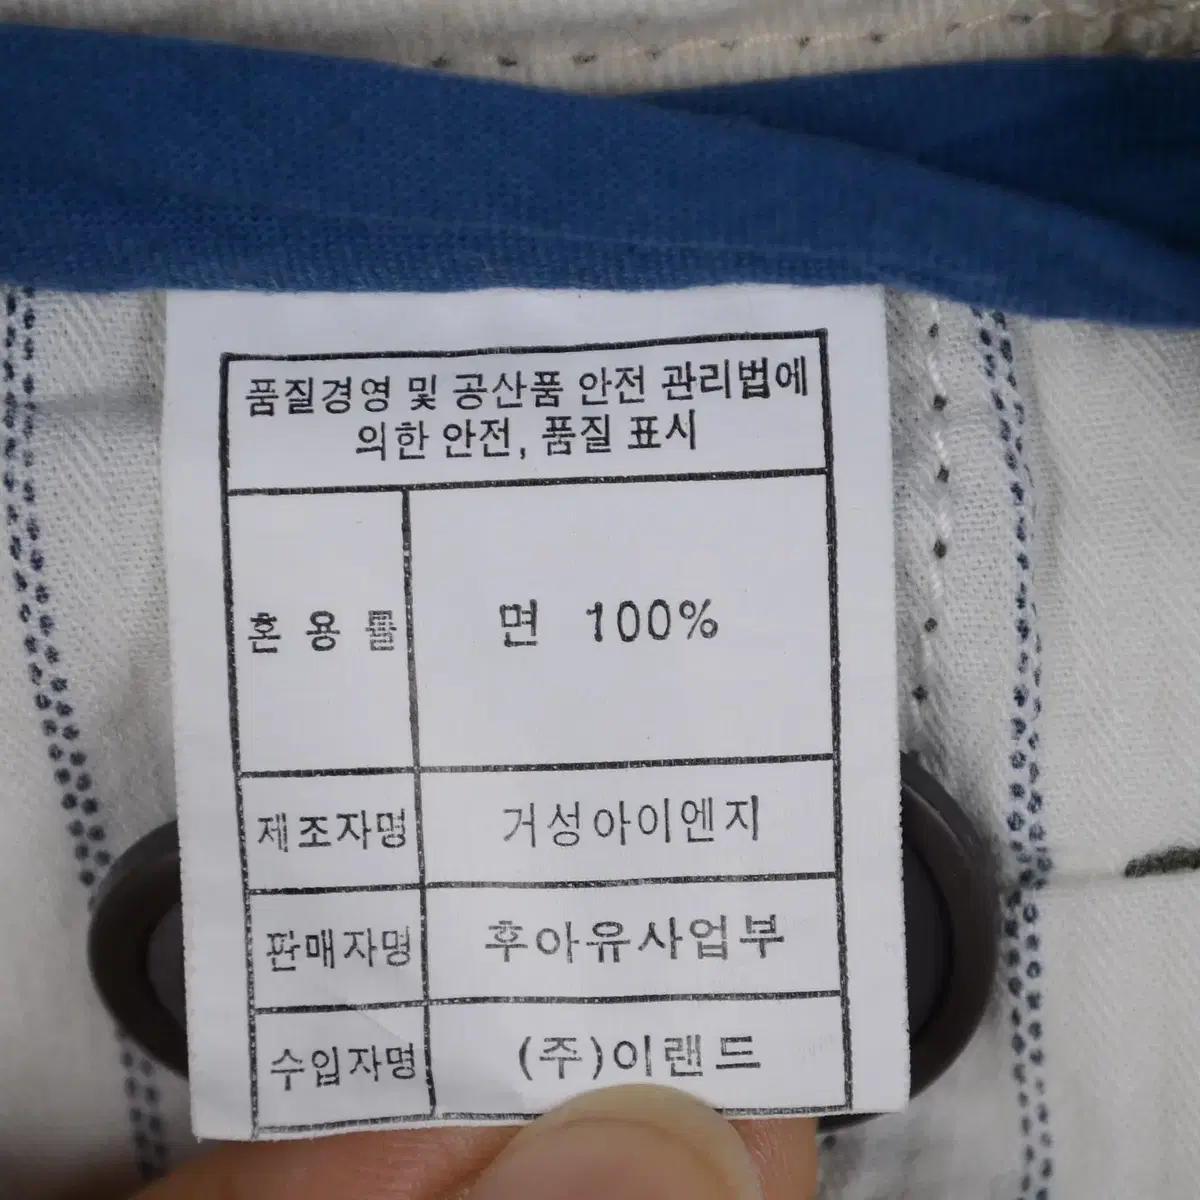 품질경영 및 공산품 안전 관리법에
의한 안전, 품질 표시
혼 용 률 면 100%
제조자명 거성아이엔지
판매자명 후아유사업부
수입자명 (주)이랜드